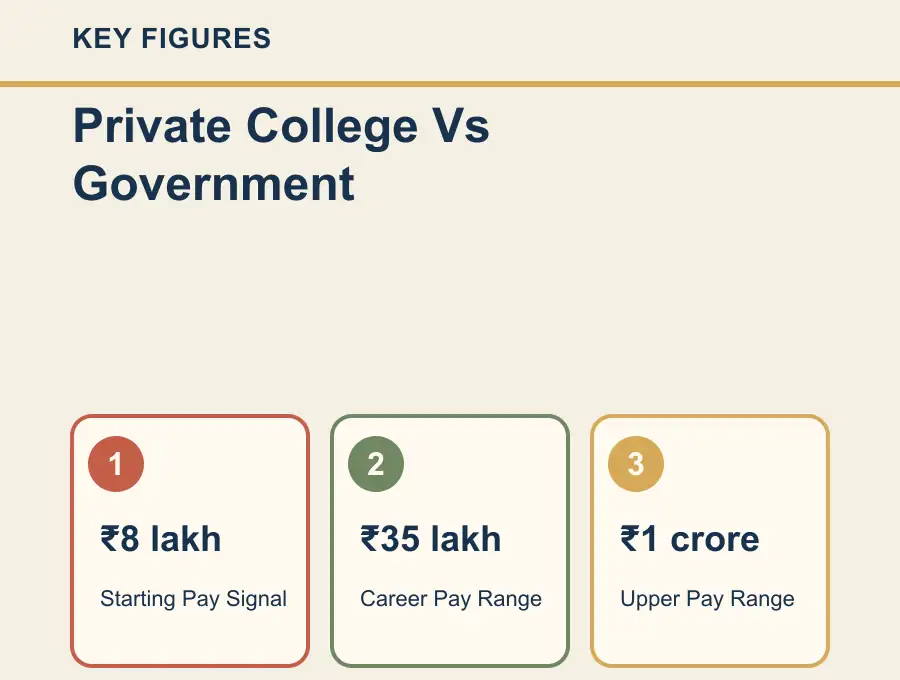 KEY FIGURES
Private College Vs
Government
1
₹8 lakh
Starting Pay Signal
2
₹35 lakh
Career Pay Range
3
₹1 crore
Upper Pay Range